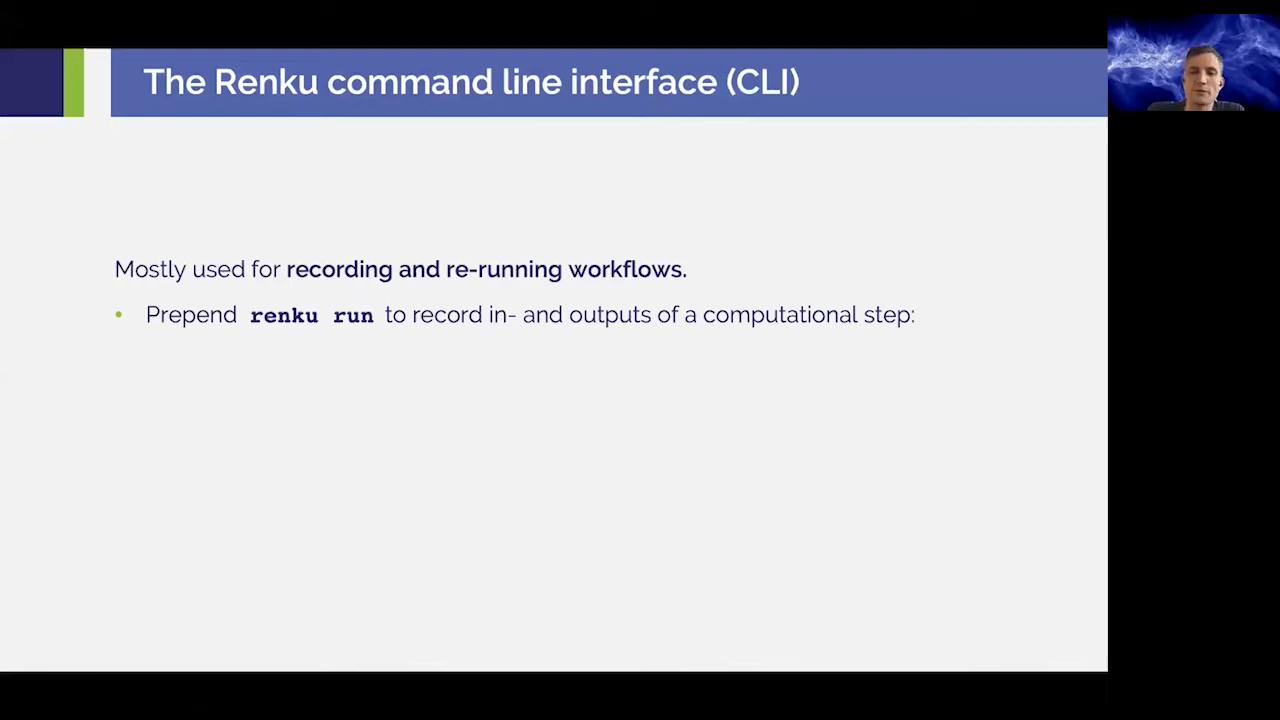 The Renku command line interface (CLI)
Mostly used for recording and re-running workflows.
• Prepend renku run to record in- and outputs of a computational step: